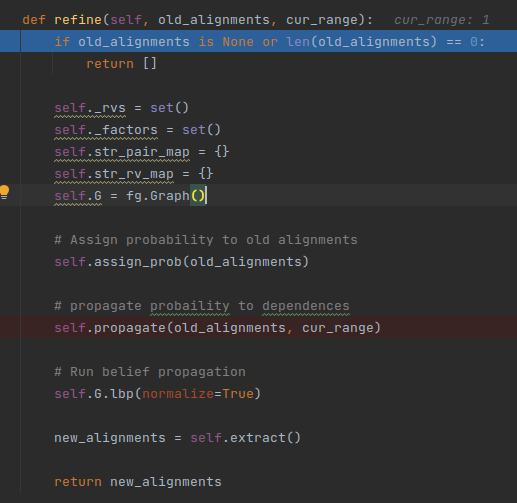 def refine(self, old_alignments, cur_range):   cur_range: 1
    if old_alignments is None or len(old_alignments) == 0:
        return []

    self._rvs = set()
    self._factors = set()
    self.str_pair_map = {}
    self.str_rv_map = {}
    self.G = fg.Graph()

    # Assign probability to old alignments
    self.assign_prob(old_alignments)

    # propagate probaility to dependences
    self.propagate(old_alignments, cur_range)

    # Run belief propagation
    self.G.lbp(normalize=True)

    new_alignments = self.extract()

    return new_alignments